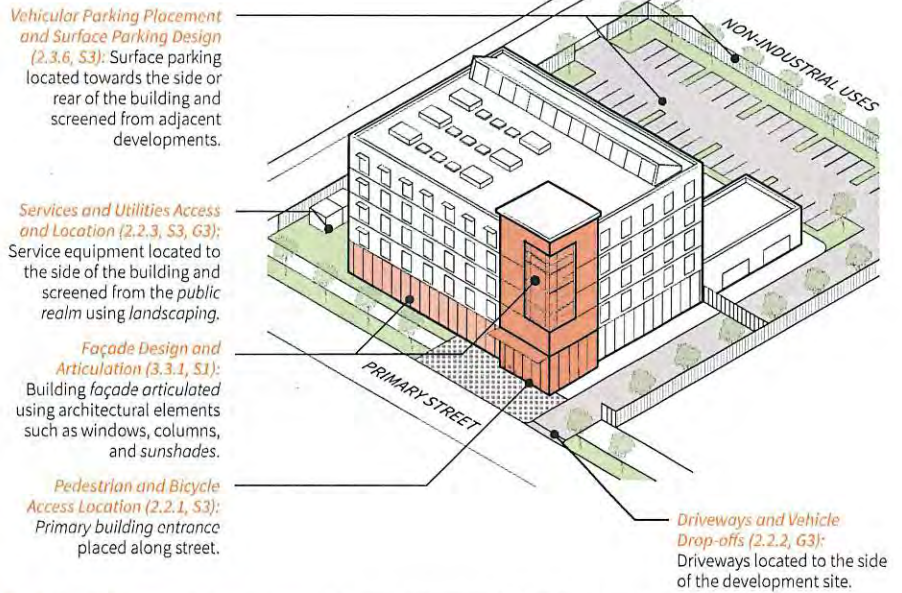 Vehicular Parking Placement
and Surface Parking Design
(2.3.6, S3): Surface parking
located towards the side or
rear of the building and
screened from adjacent
developments.
NON-INDUSTRIAL USES
Services and Utilities Access
and Location (2.2.3, S3, G3):
Service equipment located to
the side of the building and
screened from the public
realm using landscaping.
Façade Design and
Articulation (3.3.1, S1):
Building façade articulated
using architectural elements
such as windows, columns,
and sunshades.
PRIMARY STREET
Pedestrian and Bicycle
Access Location (2.2.1, S3):
Primary building entrance
placed along street.
Driveways and Vehicle
Drop-offs (2.2.2, G3):
Driveways located to the side
of the development site.